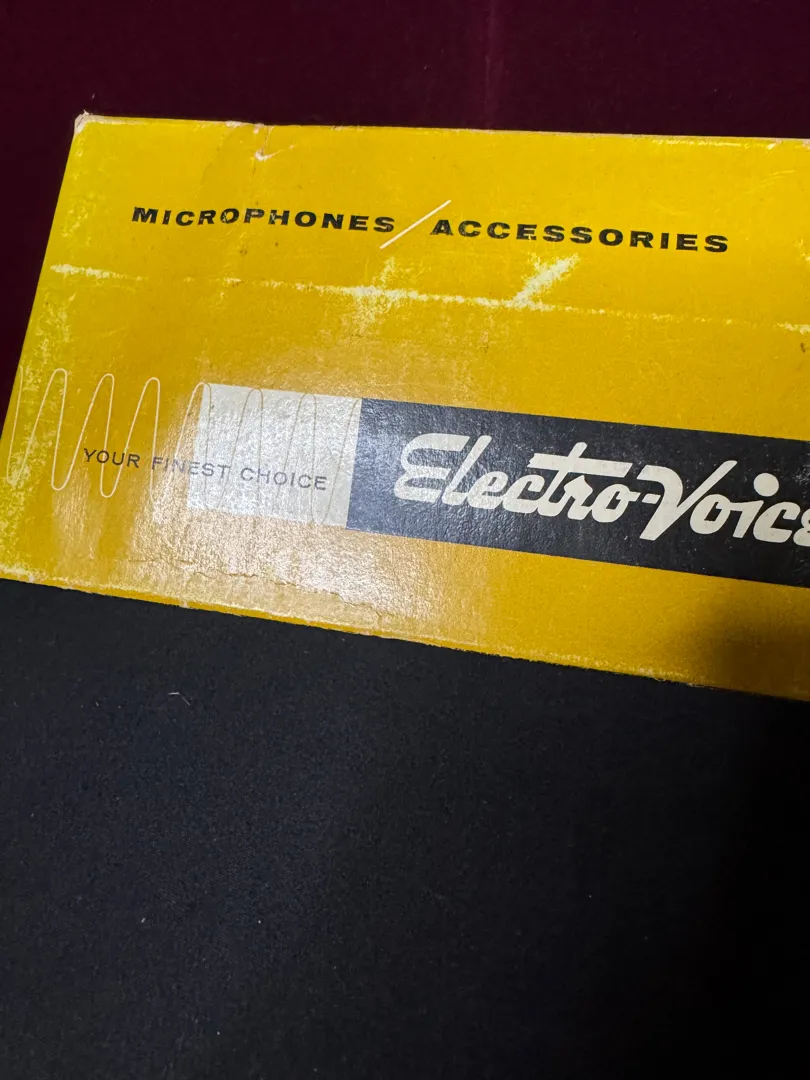 MICROPHONES / ACCESSORIES
YOUR FINEST CHOICE
Electro-Voice